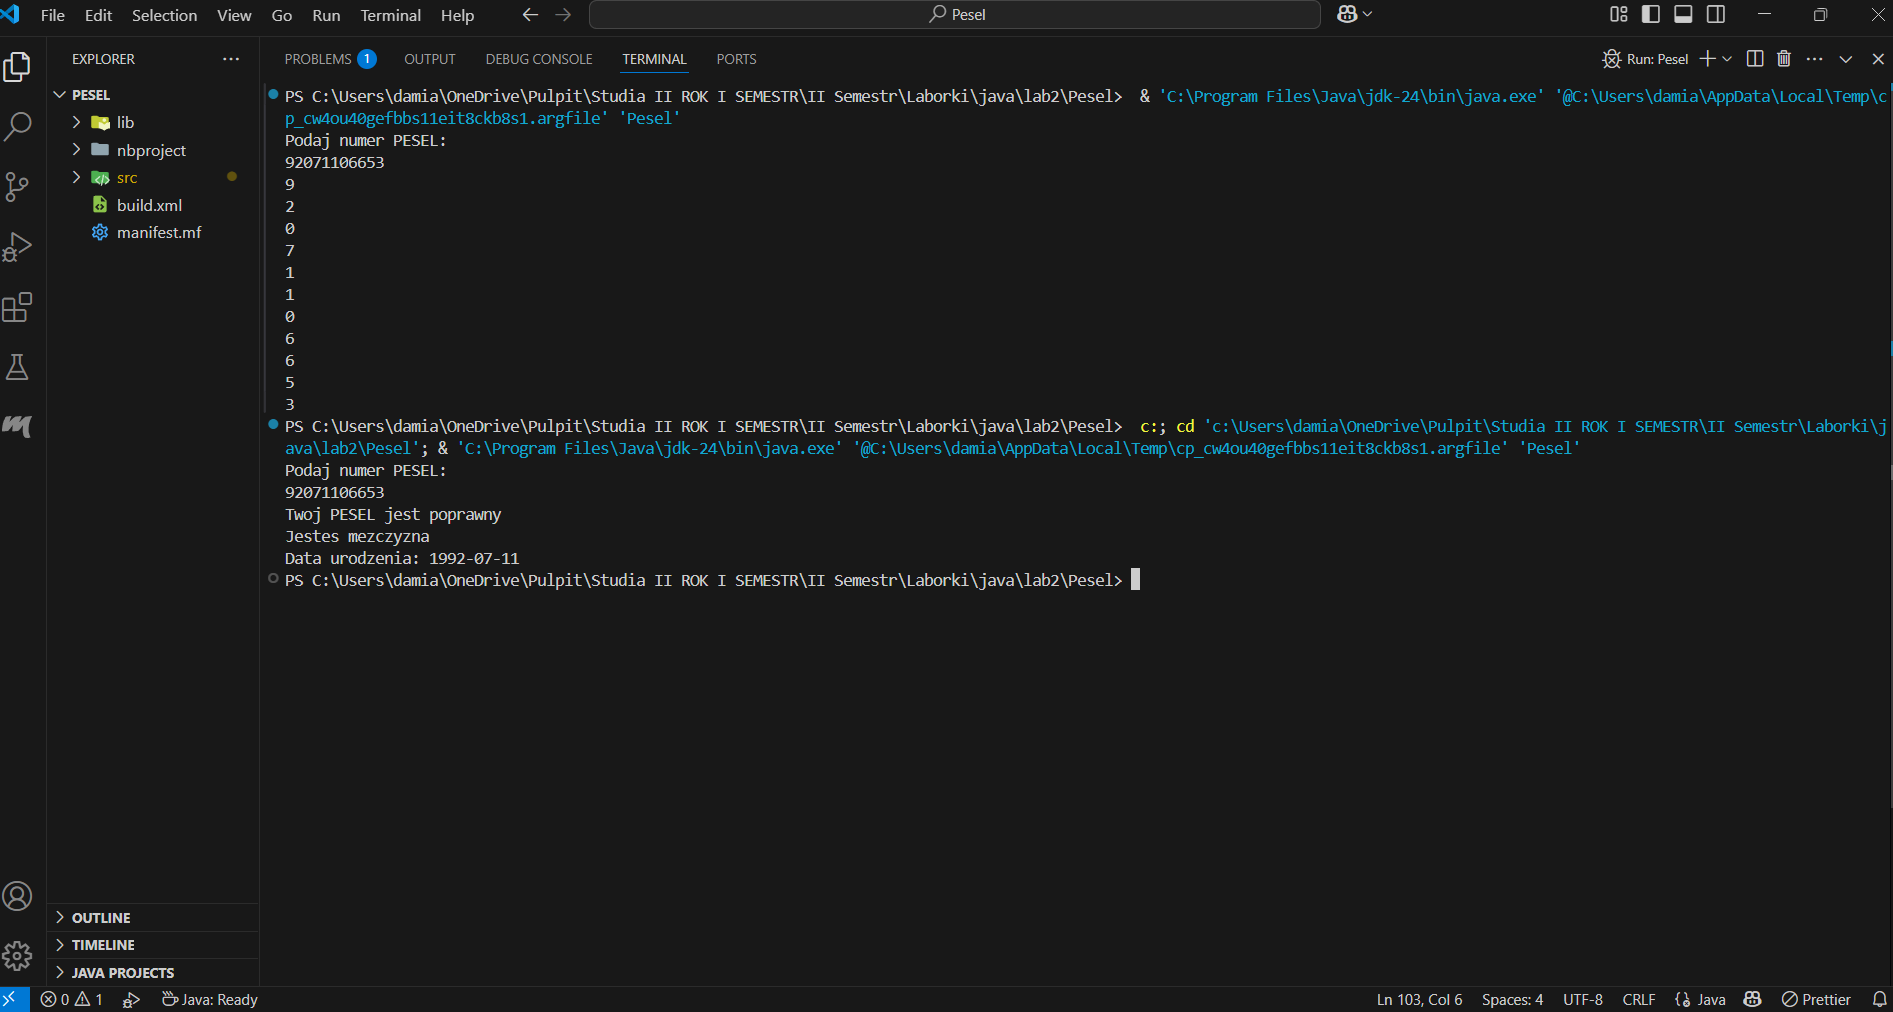 File Edit Selection View Go Run Terminal Help
Pesel
EXPLORER
PESEL
lib
nbproject
src
build.xml
manifest.mf
OUTLINE
TIMELINE
JAVA PROJECTS
PROBLEMS 1 OUTPUT DEBUG CONSOLE TERMINAL PORTS
Run: Pesel
PS C:\Users\damia\OneDrive\Pulpit\Studia II ROK I SEMESTR\II Semestr\Laborki\java\lab2\Pesel> & 'C:\Program Files\Java\jdk-24\bin\java.exe' '@C:\Users\damia\AppData\Local\Temp\c
p_cw4ou40gefbbs11eit8ckb8s1.argfile' 'Pesel'
Podaj numer PESEL:
92071106653
9
2
0
7
1
1
0
6
6
5
3
PS C:\Users\damia\OneDrive\Pulpit\Studia II ROK I SEMESTR\II Semestr\Laborki\java\lab2\Pesel> c:; cd 'c:\Users\damia\OneDrive\Pulpit\Studia II ROK I SEMESTR\II Semestr\Laborki\j
ava\lab2\Pesel'; & 'C:\Program Files\Java\jdk-24\bin\java.exe' '@C:\Users\damia\AppData\Local\Temp\cp_cw4ou40gefbbs11eit8ckb8s1.argfile' 'Pesel'
Podaj numer PESEL:
92071106653
Twoj PESEL jest poprawny
Jestes mezczyzna
Data urodzenia: 1992-07-11
PS C:\Users\damia\OneDrive\Pulpit\Studia II ROK I SEMESTR\II Semestr\Laborki\java\lab2\Pesel>
0 1 Java: Ready Ln 103, Col 6 Spaces: 4 UTF-8 CRLF Java Prettier